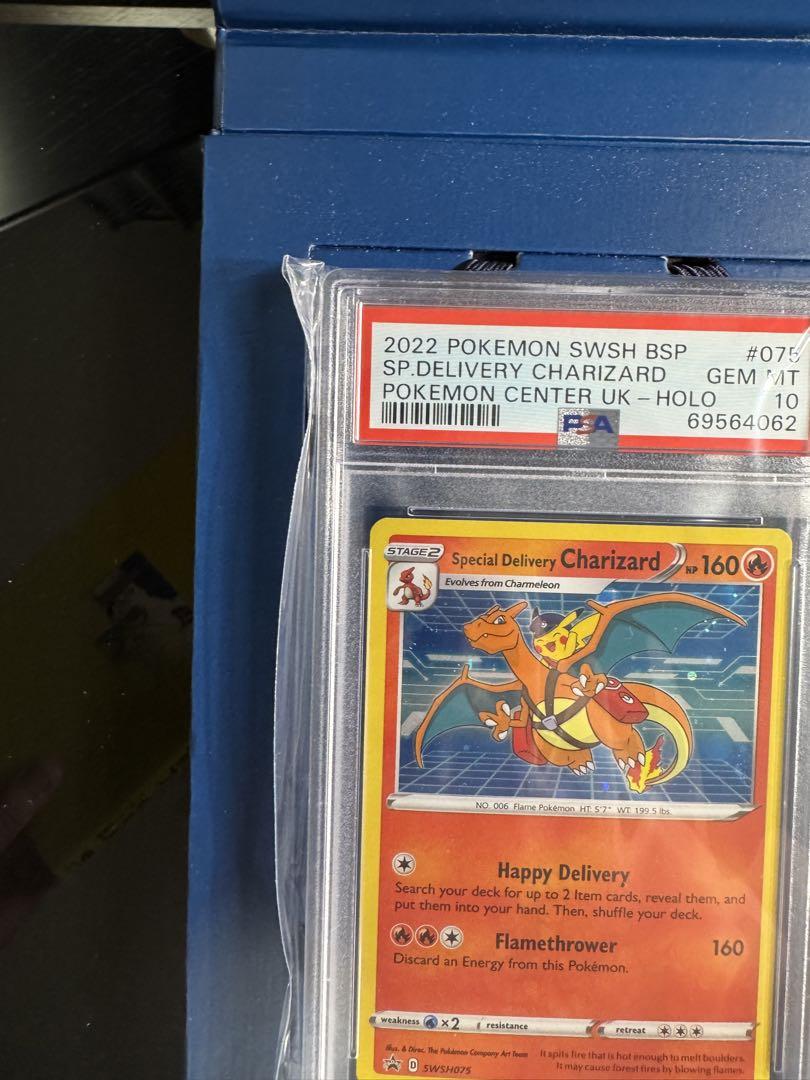 2022 POKEMON SWSH BSP #075
SP.DELIVERY CHARIZARD GEM MT
POKEMON CENTER UK – HOLO 10
69564062
PSA
STAGE 2 Special Delivery Charizard HP 160
Evolves from Charmeleon
NO. 006 Flame Pokémon HT: 5'7" WT: 199.5 lbs.
Happy Delivery
Search your deck for up to 2 Item cards, reveal them, and
put them into your hand. Then, shuffle your deck.
Flamethrower 160
Discard an Energy from this Pokémon.
weakness ×2 resistance retreat
Illus. & Direc. The Pokémon Company Art Team
It spits fire that is hot enough to melt boulders.
It may cause forest fires by blowing flames.
D SWSH075